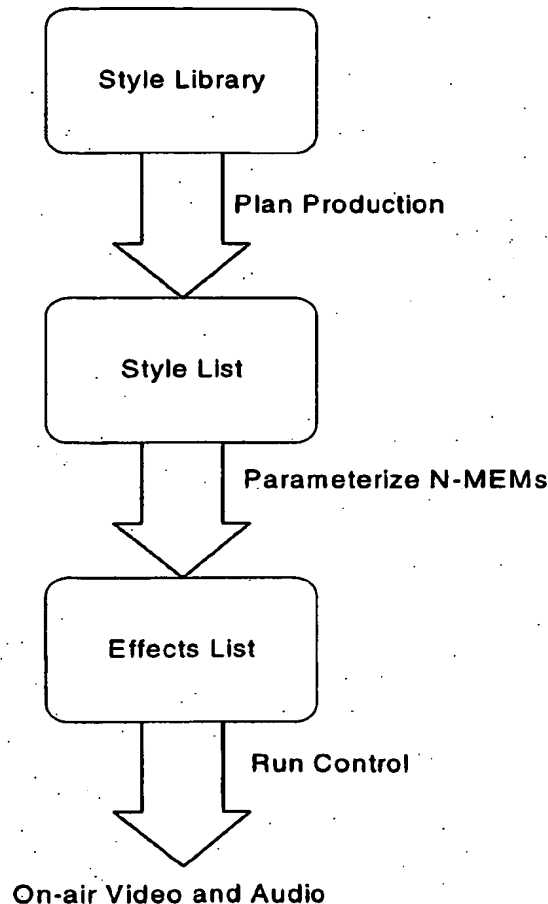 Style Library
Plan Production
Style List
Parameterize N-MEMs
Effects List
Run Control
On-air Video and Audio